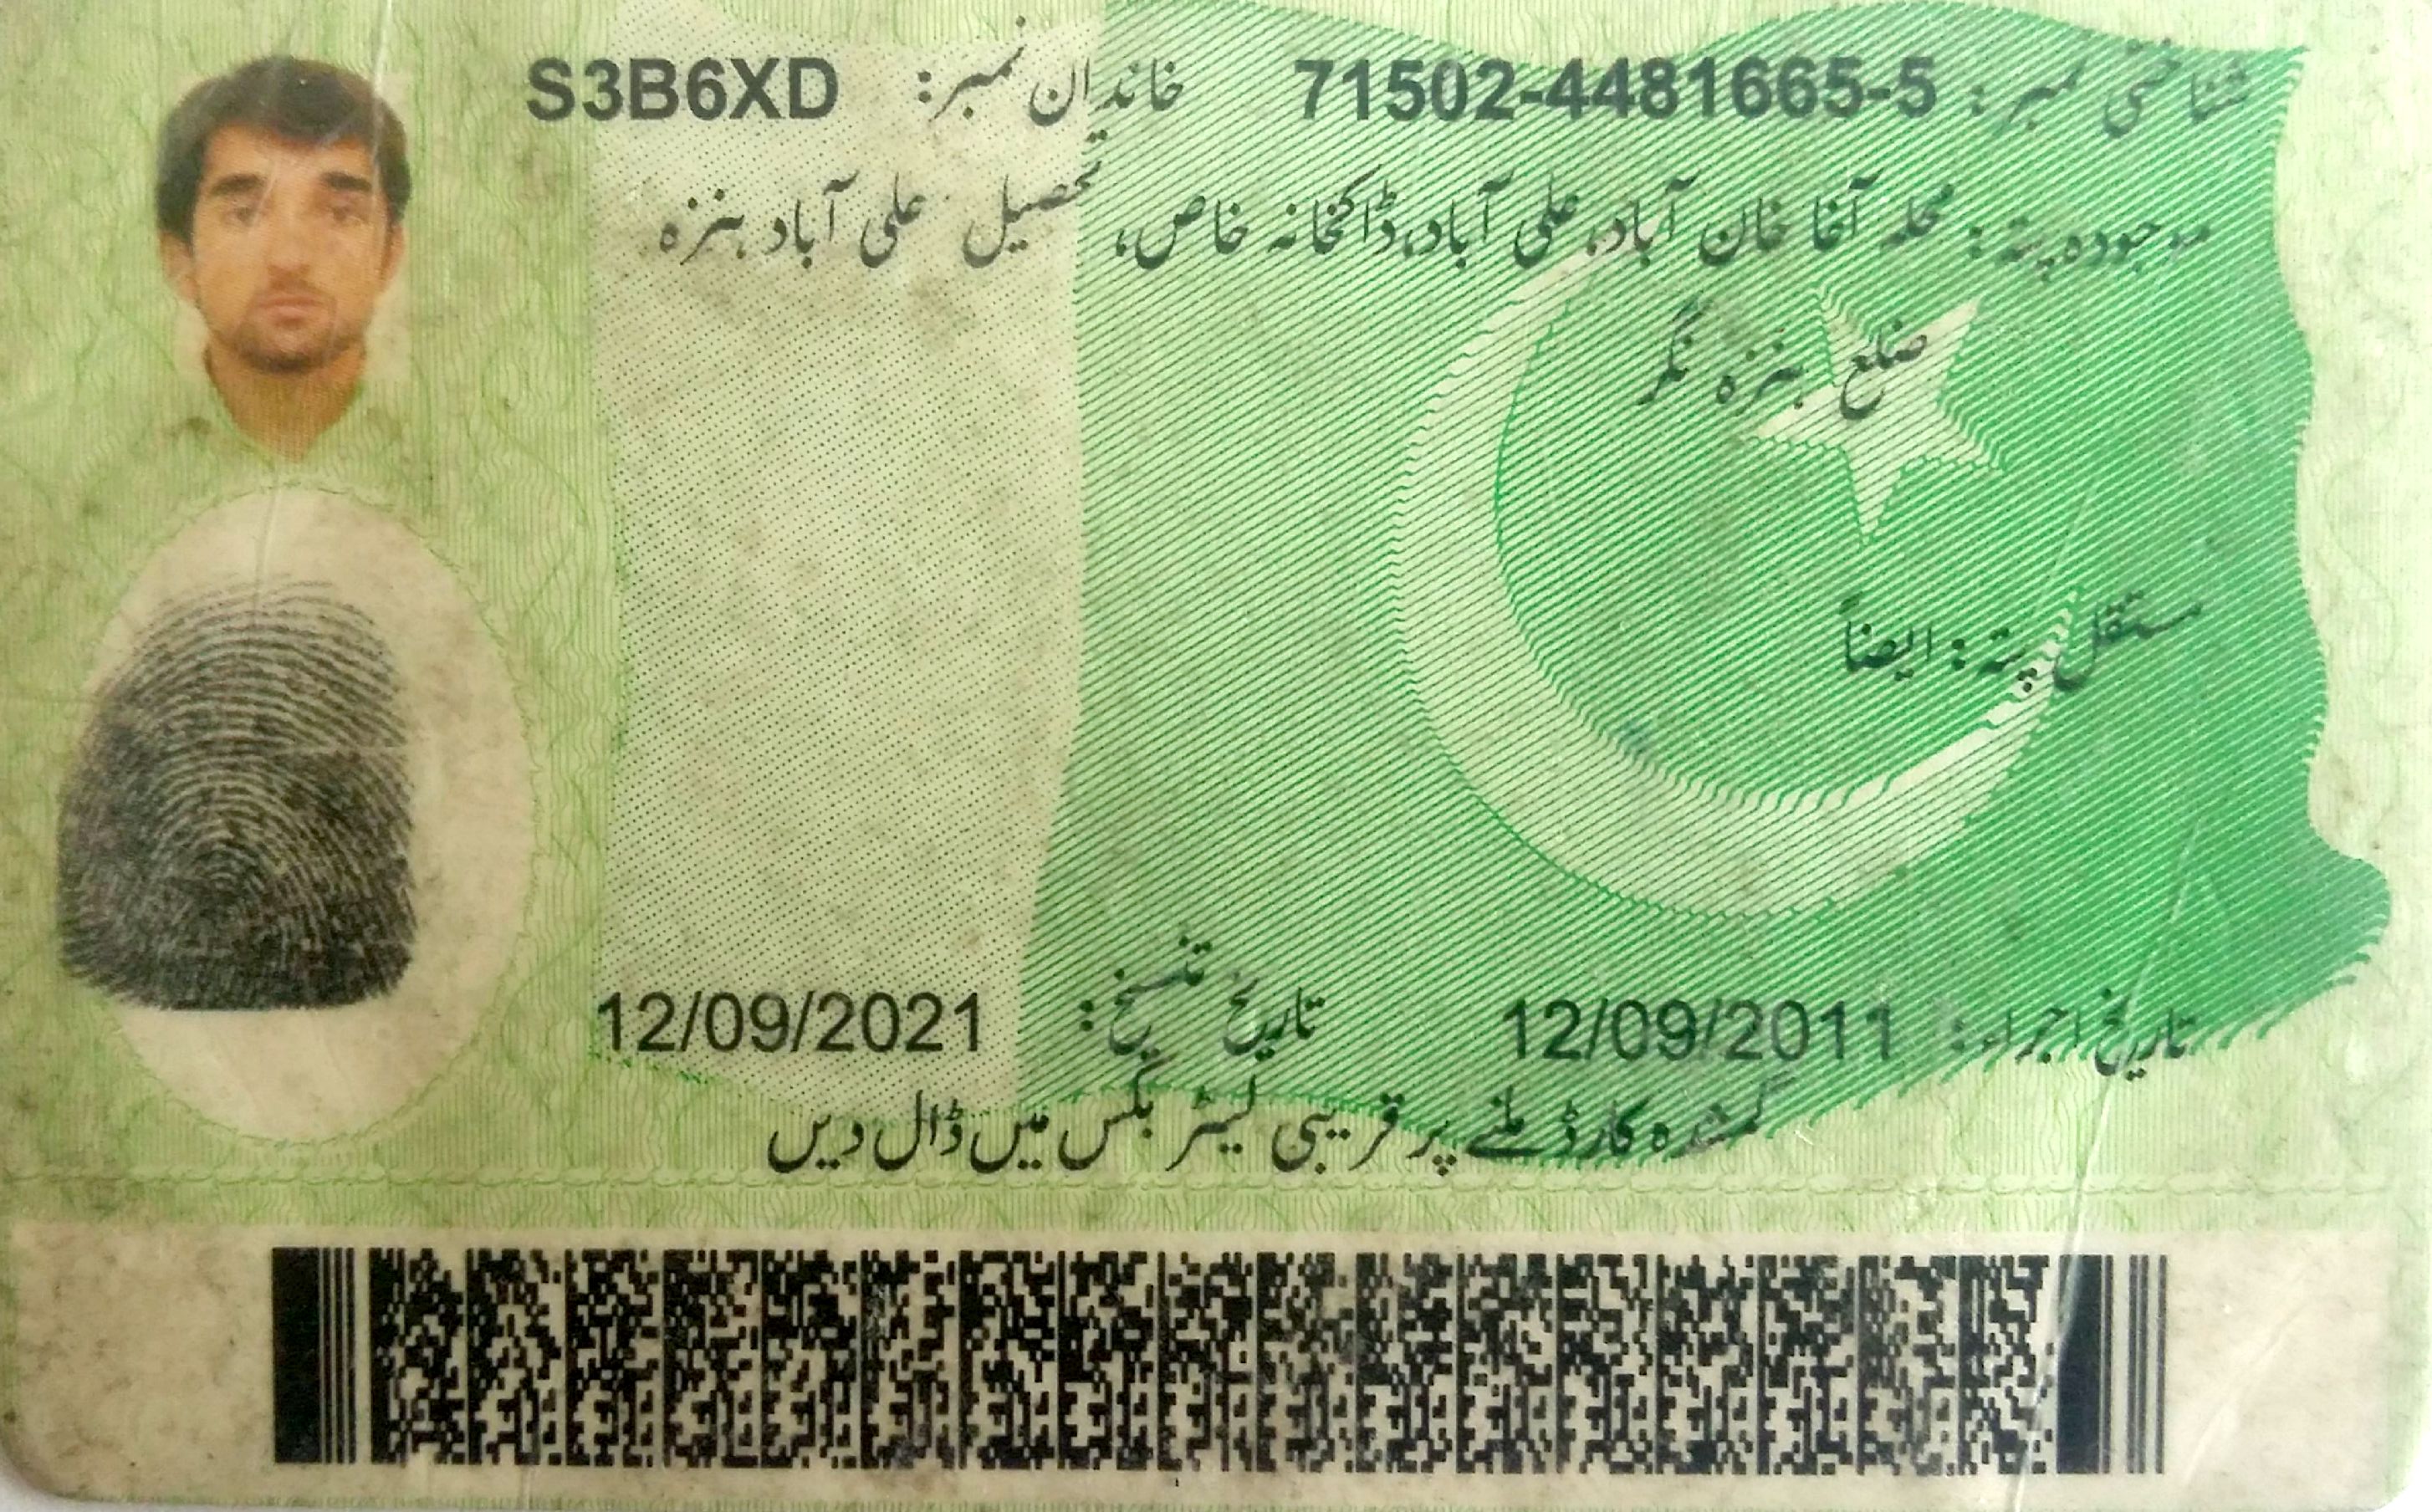 شناختی نمبر: 71502-4481665-5 خاندان نمبر: S3B6XD
موجودہ پتہ: محلہ آغا خان آباد، علی آباد، ڈاکخانہ خاص، تحصیل علی آباد ہنزہ
ضلع ہنزہ نگر
مستقل پتہ: ایضاً
تاریخ اجراء: 12/09/2011 تاریخ تنسیخ: 12/09/2021
گمشدہ کارڈ ملنے پر قریبی لیٹر بکس میں ڈال دیں